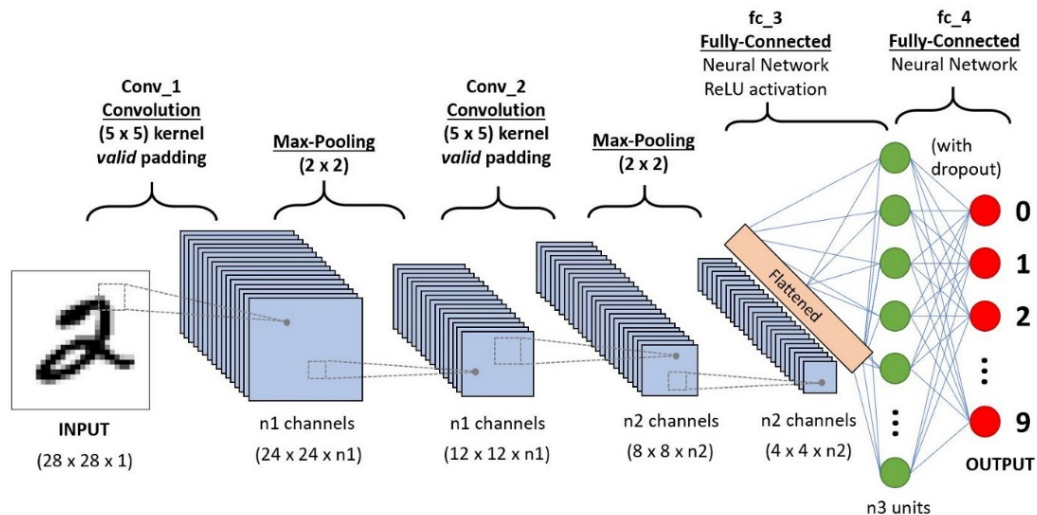 Conv_1
Convolution
(5 x 5) kernel
valid padding
Max-Pooling
(2 x 2)
Conv_2
Convolution
(5 x 5) kernel
valid padding
Max-Pooling
(2 x 2)
fc_3
Fully-Connected
Neural Network
ReLU activation
fc_4
Fully-Connected
Neural Network
(with
dropout)
Flattened
2
0
1
2
...
9
OUTPUT
INPUT
(28 x 28 x 1)
n1 channels
(24 x 24 x n1)
n1 channels
(12 x 12 x n1)
n2 channels
(8 x 8 x n2)
n2 channels
(4 x 4 x n2)
...
n3 units